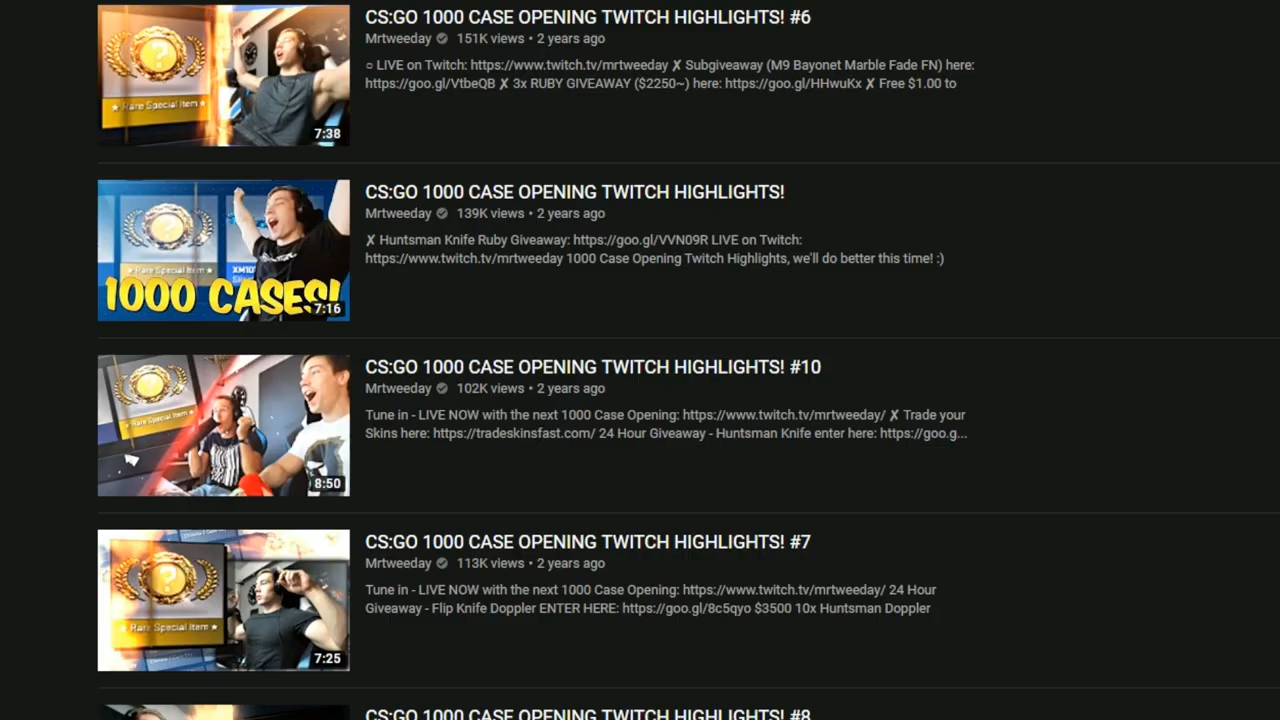 CS:GO 1000 CASE OPENING TWITCH HIGHLIGHTS! #6
Mrtweeday 151K views • 2 years ago
○ LIVE on Twitch: https://www.twitch.tv/mrtweeday ✗ Subgiveaway (M9 Bayonet Marble Fade FN) here:
https://goo.gl/VtbeQB ✗ 3x RUBY GIVEAWAY ($2250~) here: https://goo.gl/HHwuKx ✗ Free $1.00 to
★ Rare Special Item ★
7:38
CS:GO 1000 CASE OPENING TWITCH HIGHLIGHTS!
Mrtweeday 139K views • 2 years ago
✗ Huntsman Knife Ruby Giveaway: https://goo.gl/VVN09R LIVE on Twitch:
https://www.twitch.tv/mrtweeday 1000 Case Opening Twitch Highlights, we'll do better this time! :)
★ Rare Special Item ★
1000 CASES!
7:16
CS:GO 1000 CASE OPENING TWITCH HIGHLIGHTS! #10
Mrtweeday 102K views • 2 years ago
Tune in - LIVE NOW with the next 1000 Case Opening: https://www.twitch.tv/mrtweeday/ ✗ Trade your
Skins here: https://tradeskinsfast.com/ 24 Hour Giveaway - Huntsman Knife enter here: https://goo.g...
★ Rare Special Item ★
8:50
CS:GO 1000 CASE OPENING TWITCH HIGHLIGHTS! #7
Mrtweeday 113K views • 2 years ago
Tune in - LIVE NOW with the next 1000 Case Opening: https://www.twitch.tv/mrtweeday/ 24 Hour
Giveaway - Flip Knife Doppler ENTER HERE: https://goo.gl/8c5qyo $3500 10x Huntsman Doppler
★ Rare Special Item ★
7:25
CS:GO 1000 CASE OPENING TWITCH HIGHLIGHTS! #8